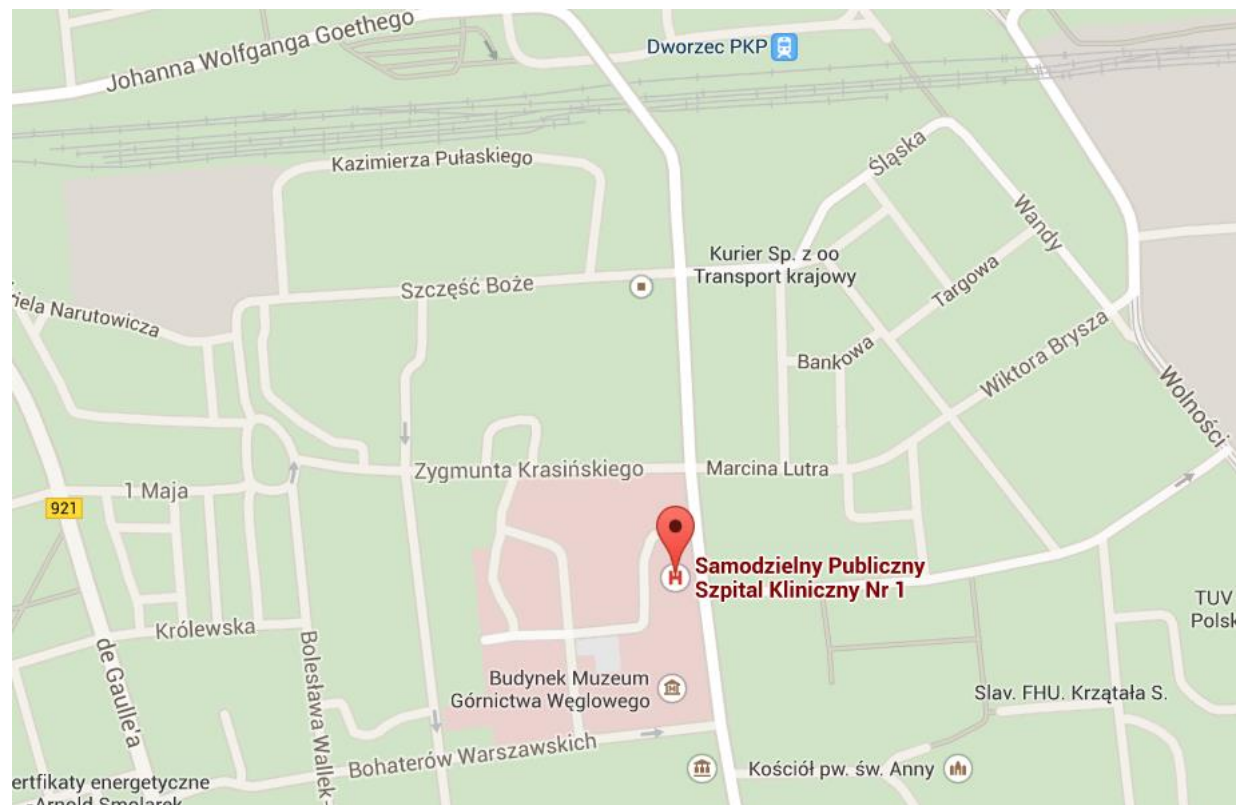 Johanna Wolfganga Goethego
Dworzec PKP
Kazimierza Pułaskiego
Śląska
Wandy
Kurier Sp. z oo
Transport krajowy
Szczęść Boże
Targowa
iela Narutowicza
Bankowa
Wiktora Brysza
Wolności
Zygmunta Krasińskiego
Marcina Lutra
1 Maja
921
Samodzielny Publiczny
Szpital Kliniczny Nr 1
TUV
Polsk
Królewska
de Gaulle'a
Bolesława Wallek-
Budynek Muzeum
Górnictwa Węglowego
Slav. FHU. Krzątała S.
Bohaterów Warszawskich
Kościół pw. św. Anny
ertfikaty energetyczne
-Arnold Smolarek